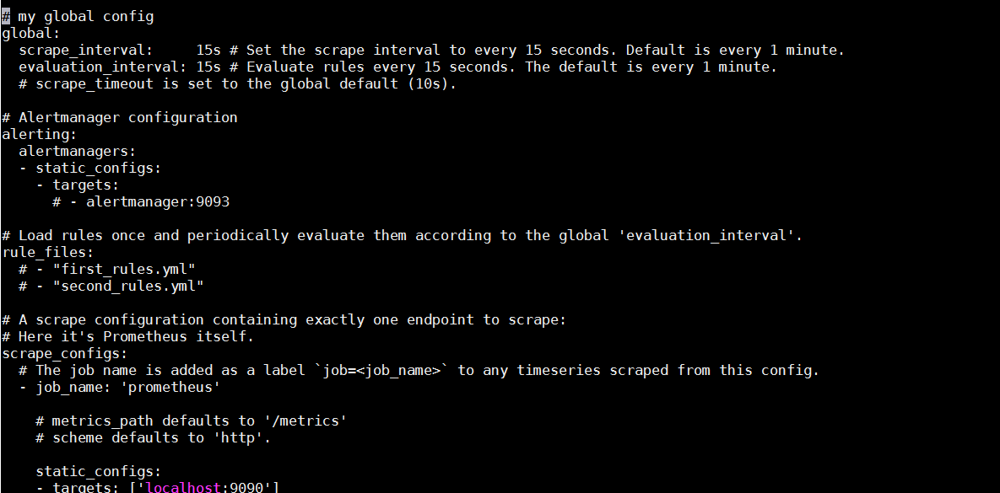 # my global config
global:
  scrape_interval:     15s # Set the scrape interval to every 15 seconds. Default is every 1 minute.
  evaluation_interval: 15s # Evaluate rules every 15 seconds. The default is every 1 minute.
  # scrape_timeout is set to the global default (10s).

# Alertmanager configuration
alerting:
  alertmanagers:
  - static_configs:
    - targets:
      # - alertmanager:9093

# Load rules once and periodically evaluate them according to the global 'evaluation_interval'.
rule_files:
  # - "first_rules.yml"
  # - "second_rules.yml"

# A scrape configuration containing exactly one endpoint to scrape:
# Here it's Prometheus itself.
scrape_configs:
  # The job name is added as a label `job=<job_name>` to any timeseries scraped from this config.
  - job_name: 'prometheus'

    # metrics_path defaults to '/metrics'
    # scheme defaults to 'http'.

    static_configs:
    - targets: ['localhost:9090']